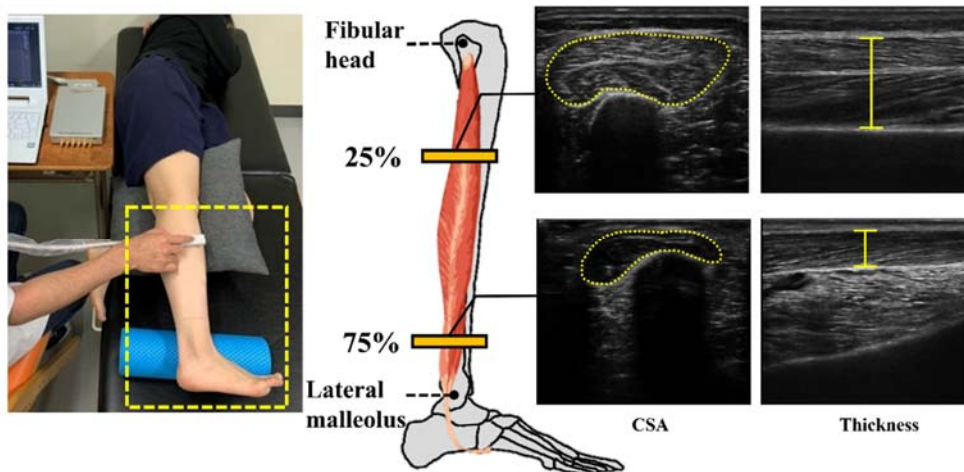 Fibular
head
25%
75%
Lateral
malleolus
CSA
Thickness